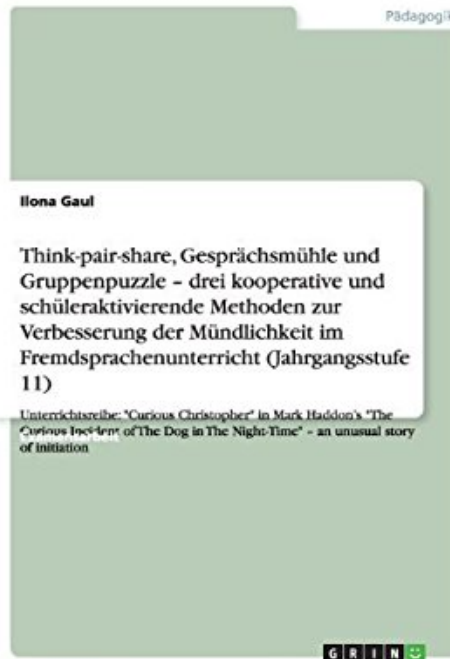 Pädagogik
Ilona Gaul
Think-pair-share, Gesprächsmühle und
Gruppenpuzzle – drei kooperative und
schüleraktivierende Methoden zur
Verbesserung der Mündlichkeit im
Fremdsprachenunterricht (Jahrgangsstufe
11)
Unterrichtsreihe: "Curious Christopher" in Mark Haddon's "The
Curious Incident of The Dog in The Night-Time" – an unusual story
of initiation
Examensarbeit
GRIN